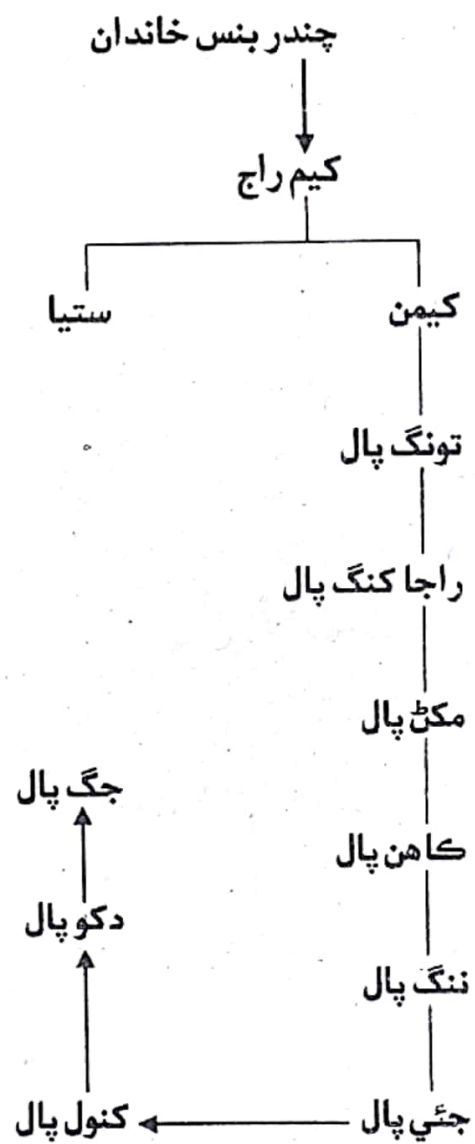 چندر بنس خاندان
کیم راج
کیمن
ستیا
تونگ پال
راجا کنگ پال
مکڻ پال
ڪاهن پال
ننگ پال
جئي پال
کنول پال
دکو پال
جگ پال